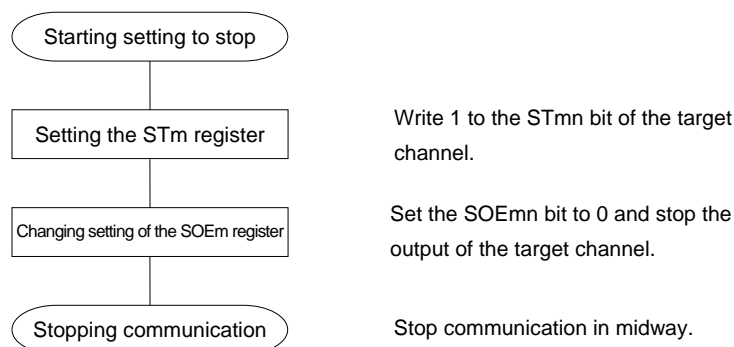 Starting setting to stop
Setting the STm register
Write 1 to the STmn bit of the target
channel.
Changing setting of the SOEm register
Set the SOEmn bit to 0 and stop the
output of the target channel.
Stopping communication
Stop communication in midway.